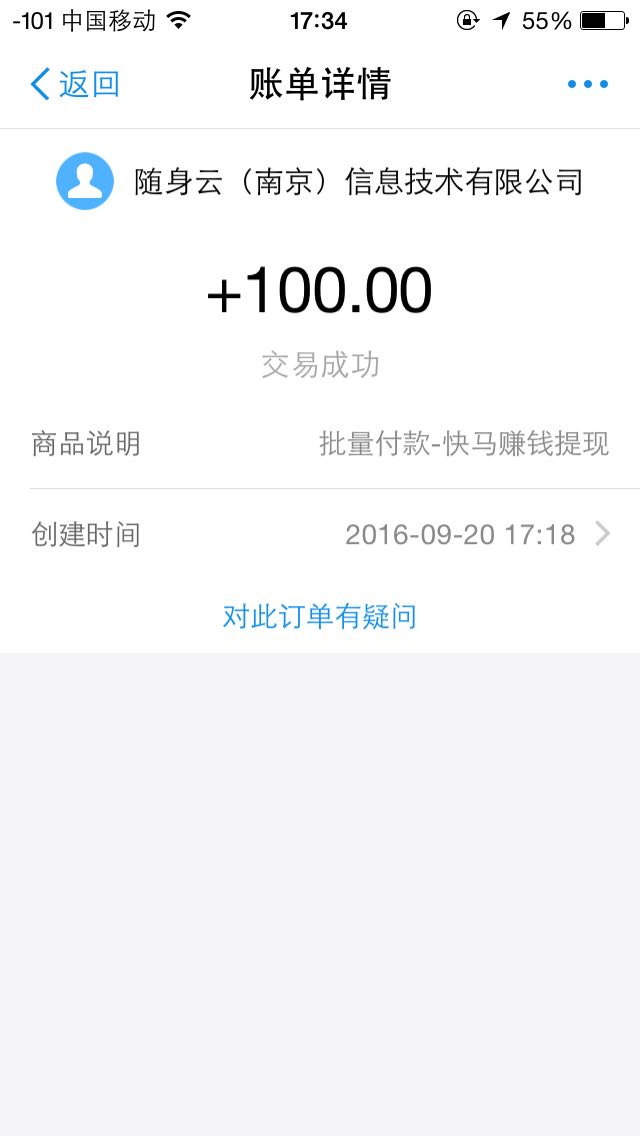 -101 中国移动 17:34 55%
返回 账单详情
随身云（南京）信息技术有限公司
+100.00
交易成功
商品说明 批量付款-快马赚钱提现
创建时间 2016-09-20 17:18
对此订单有疑问